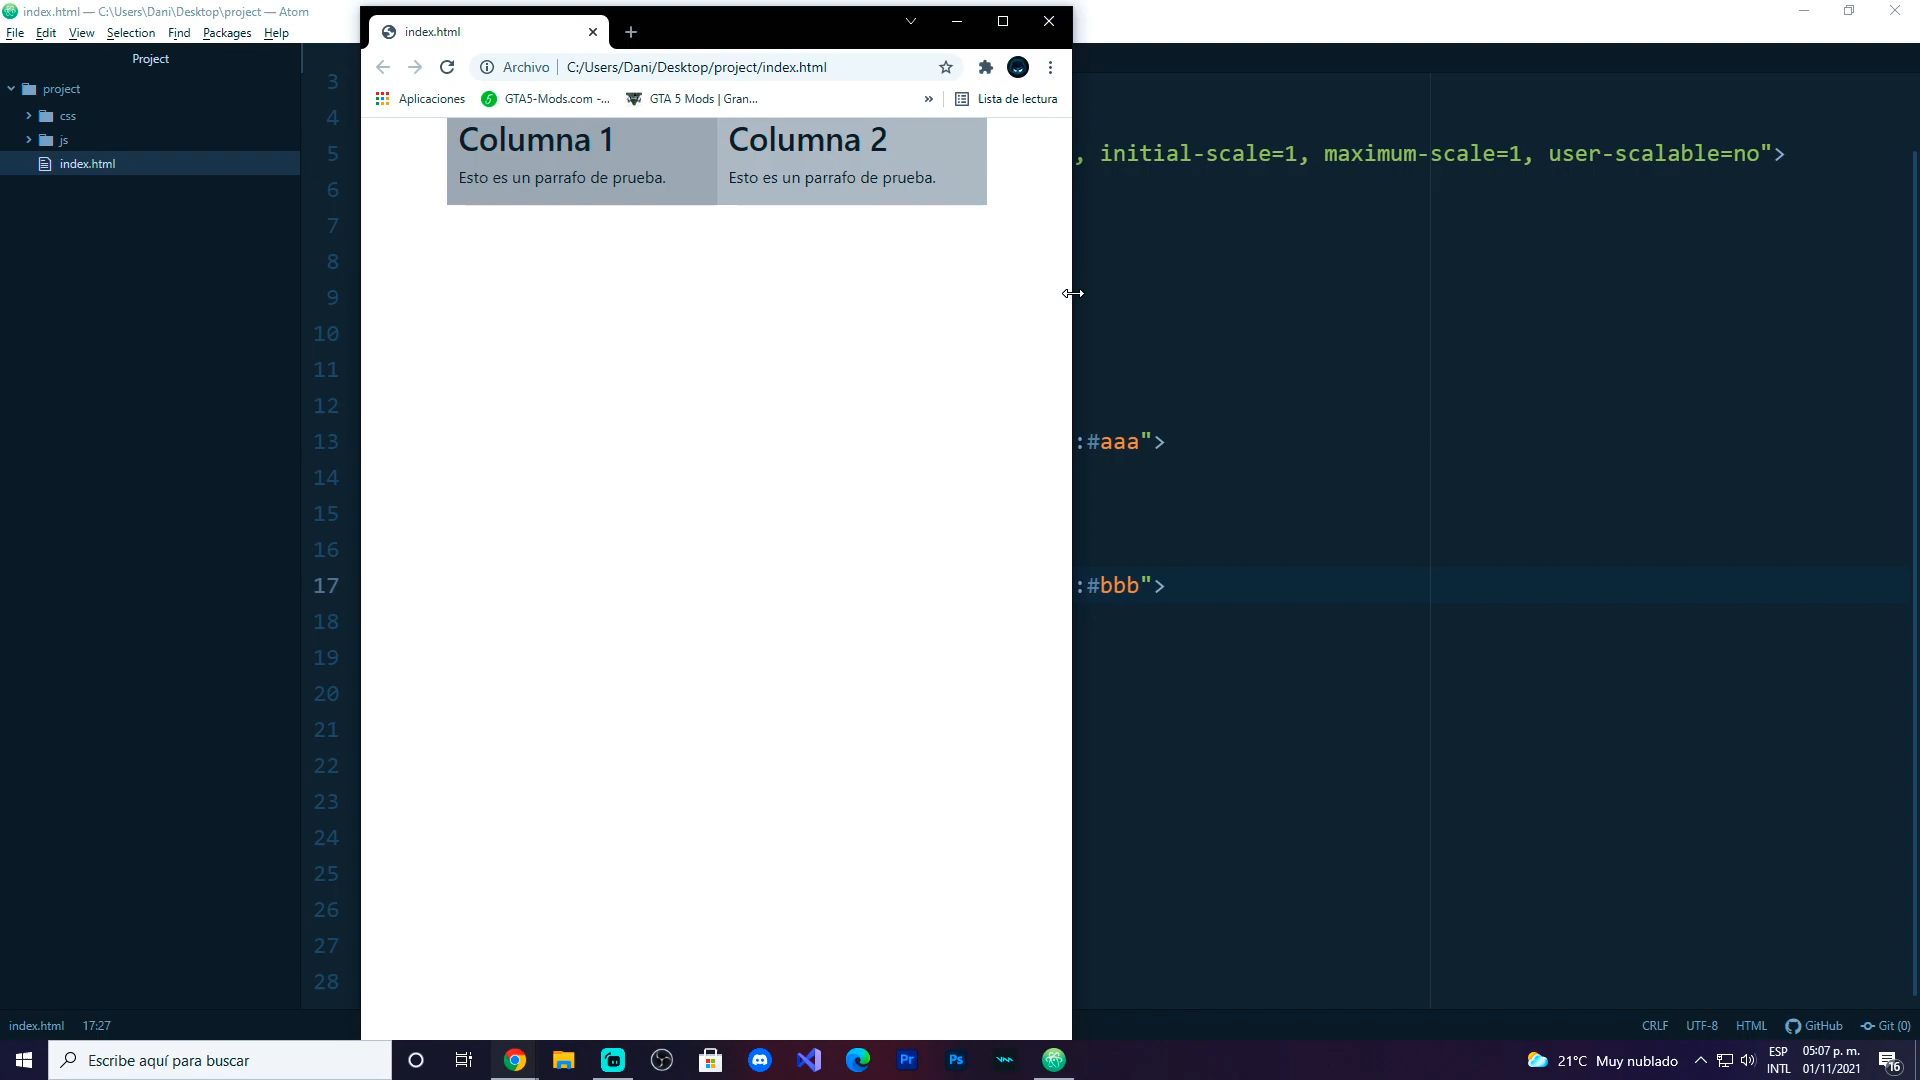 index.html — C:\Users\Dani\Desktop\project — Atom
File Edit View Selection Find Packages Help
Project
project
css
js
index.html
index.html
Archivo C:/Users/Dani/Desktop/project/index.html
Aplicaciones GTA5-Mods.com -... GTA 5 Mods | Gran... » Lista de lectura
Columna 1 Columna 2
Esto es un parrafo de prueba. Esto es un parrafo de prueba.
3
4
5 , initial-scale=1, maximum-scale=1, user-scalable=no">
6
7
8
9
10
11
12
13 :#aaa">
14
15
16
17 :#bbb">
18
19
20
21
22
23
24
25
26
27
28
index.html 17:27 CRLF UTF-8 HTML GitHub Git (0)
Escribe aquí para buscar
Pr Ps
21°C Muy nublado
ESP 05:07 p. m.
INTL 01/11/2021
16